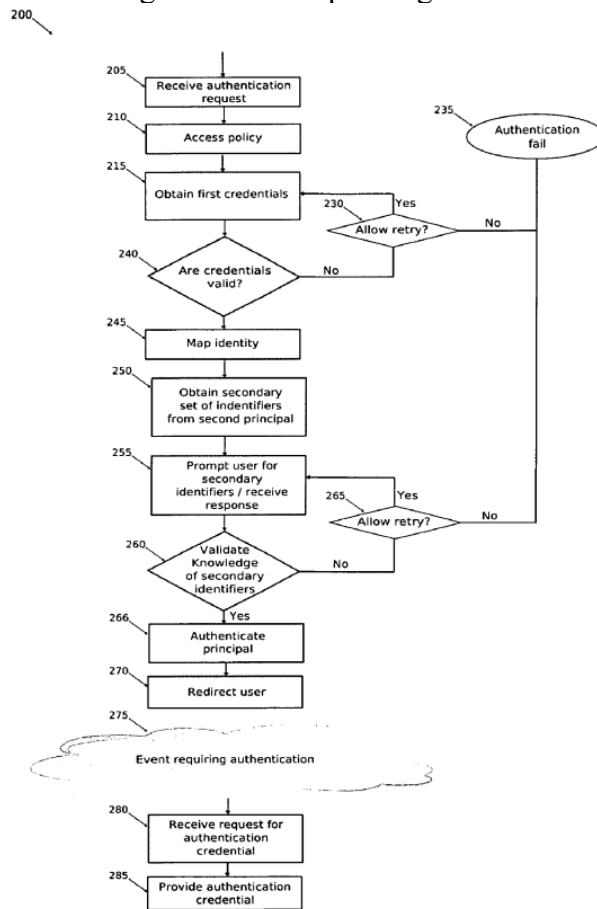 200
205
Receive authentication
request
210
Access policy
235
Authentication
fail
215
Obtain first credentials
Yes
230
Allow retry?
No
240
Are credentials
valid?
No
245
Map identity
250
Obtain secondary
set of indentifiers
from second principal
255
Prompt user for
secondary
identifiers / receive
response
Yes
265
Allow retry?
No
260
Validate
Knowledge
of secondary
identifiers
No
Yes
266
Authenticate
principal
270
Redirect user
275
Event requiring authentication
280
Receive request for
authentication
credential
285
Provide authentication
credential